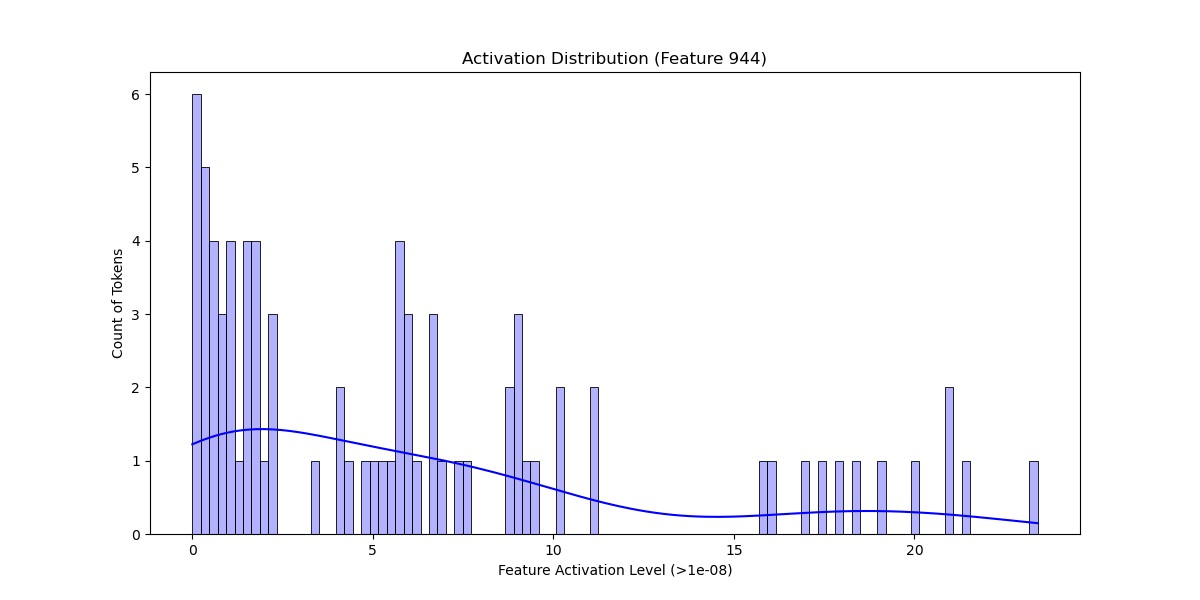 Activation Distribution (Feature 944)
6
5
4
3
2
1
0
Count of Tokens
0 5 10 15 20
Feature Activation Level (>1e-08)